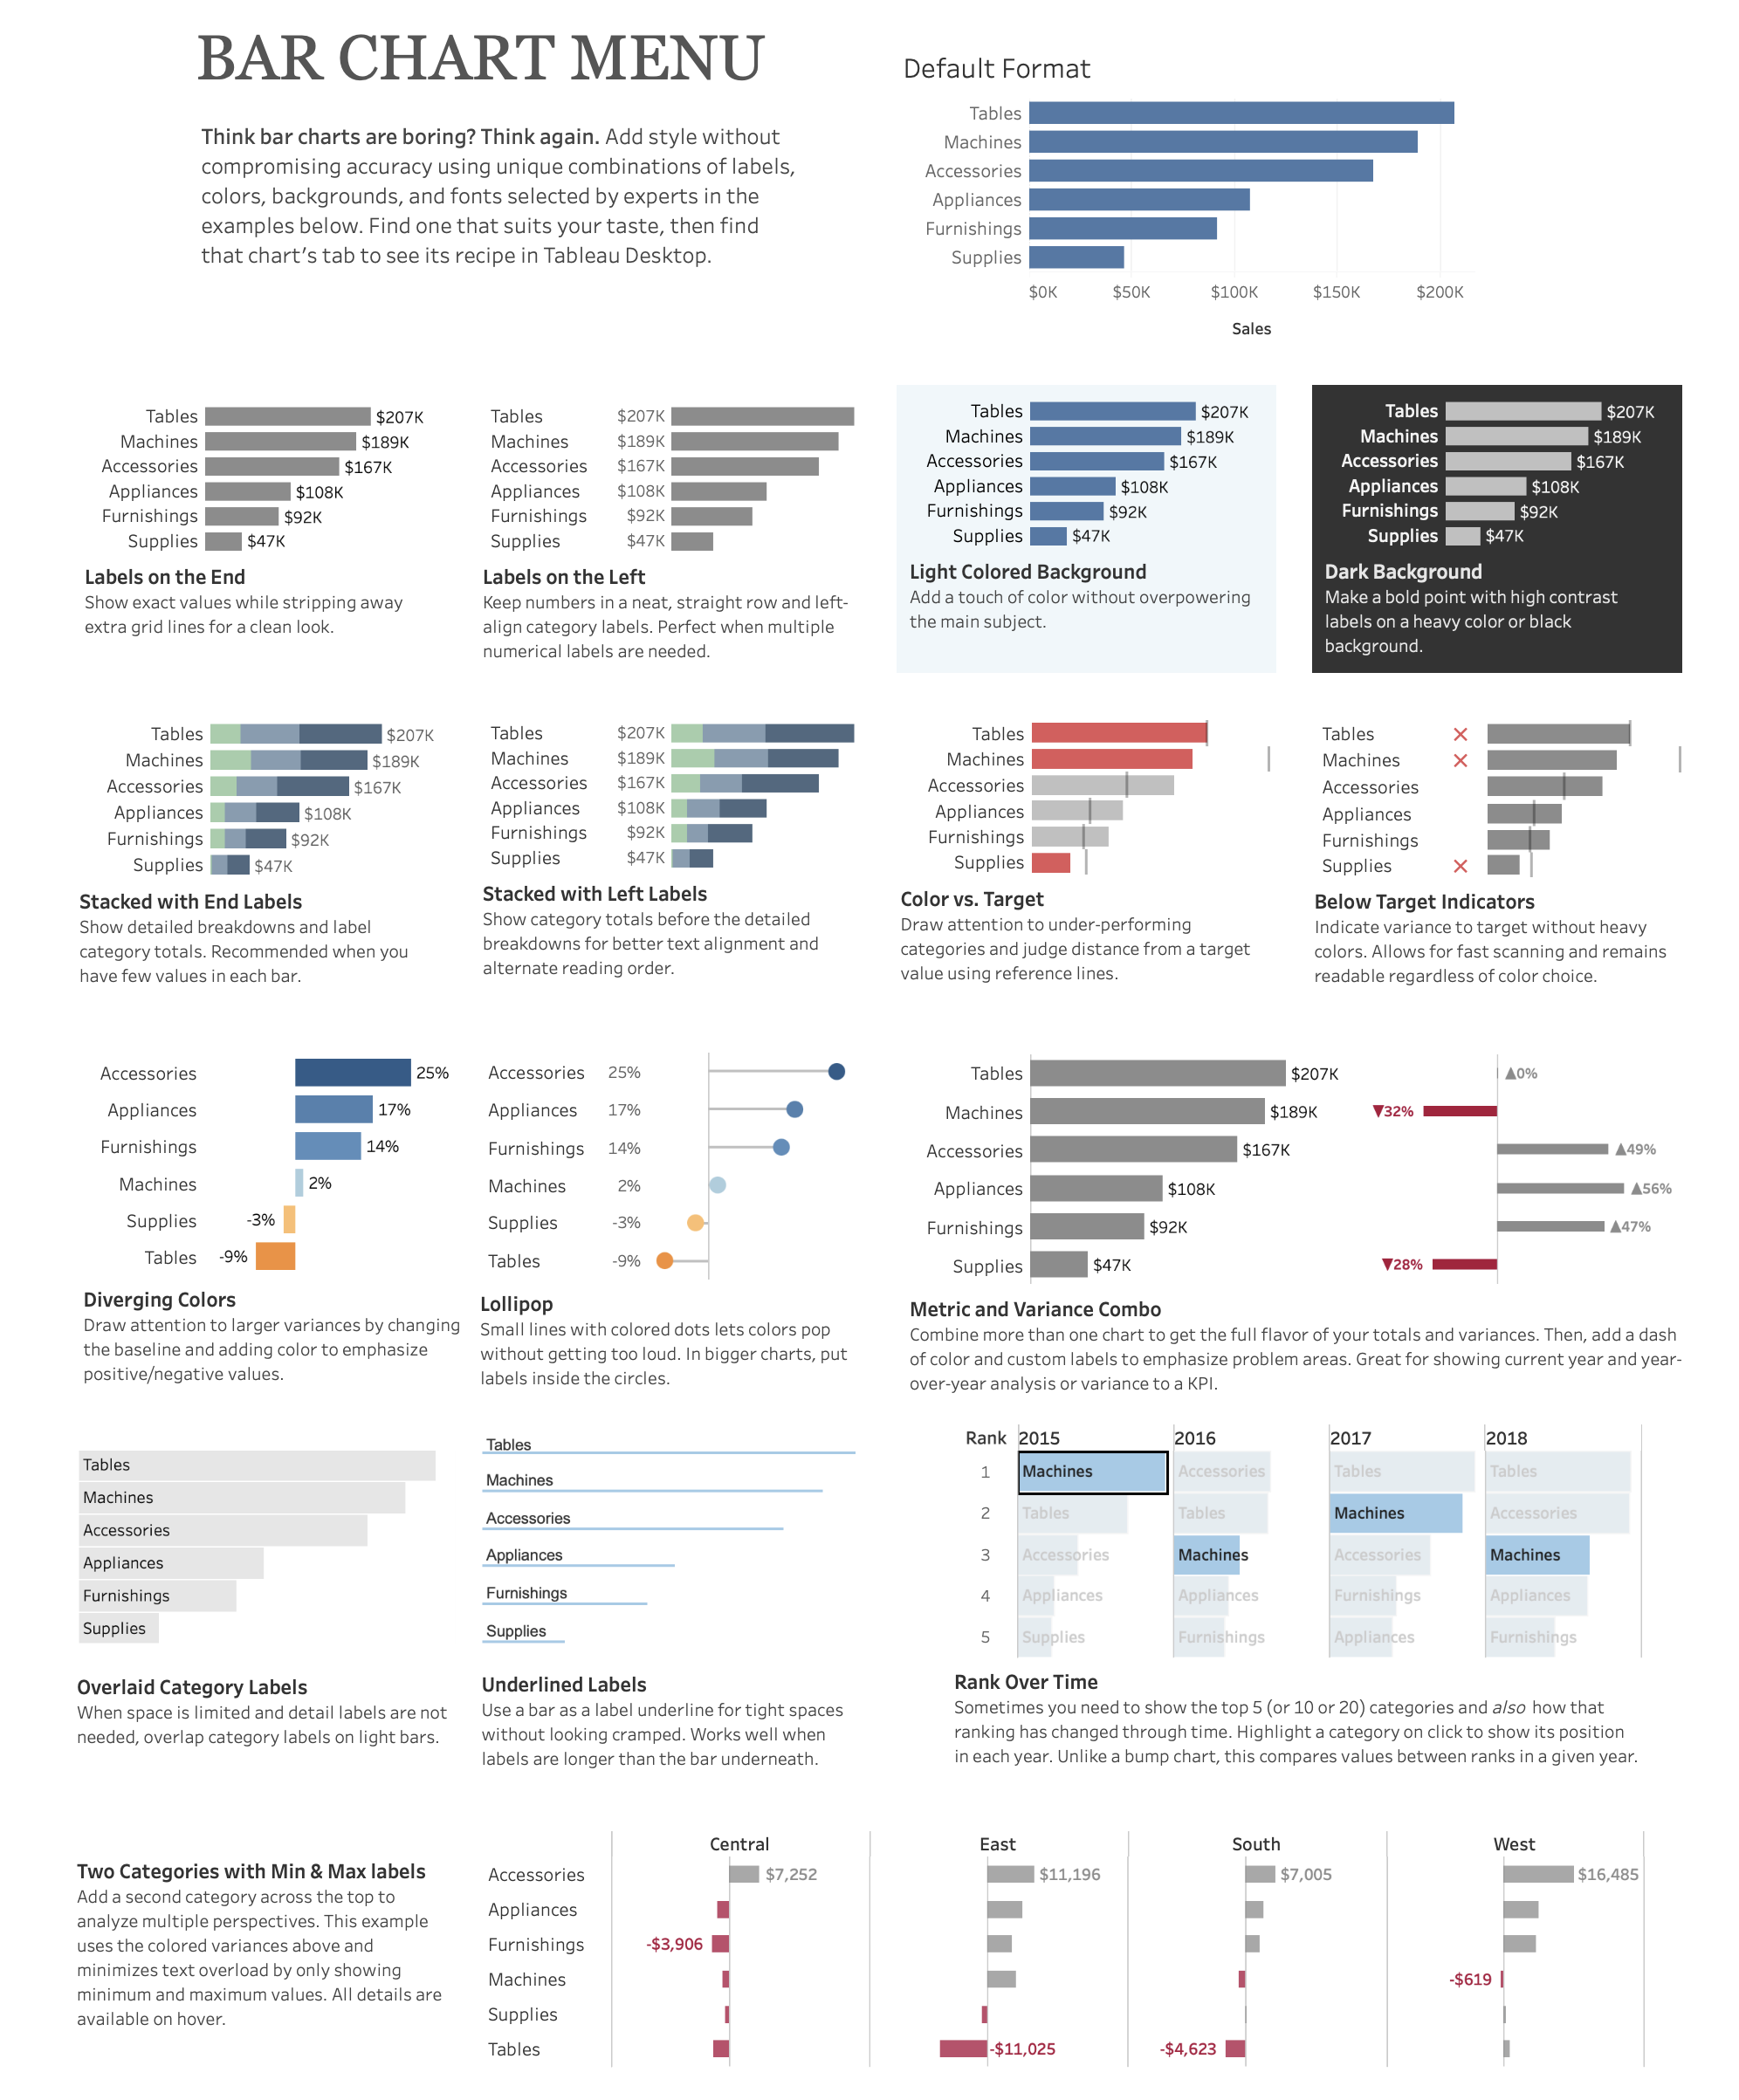 BAR CHART MENU
Think bar charts are boring? Think again. Add style without
compromising accuracy using unique combinations of labels,
colors, backgrounds, and fonts selected by experts in the
examples below. Find one that suits your taste, then find
that chart's tab to see its recipe in Tableau Desktop.
Default Format
Tables
Machines
Accessories
Appliances
Furnishings
Supplies
$0K $50K $100K $150K $200K
Sales
Tables $207K
Machines $189K
Accessories $167K
Appliances $108K
Furnishings $92K
Supplies $47K
Labels on the End
Show exact values while stripping away
extra grid lines for a clean look.
Tables $207K
Machines $189K
Accessories $167K
Appliances $108K
Furnishings $92K
Supplies $47K
Labels on the Left
Keep numbers in a neat, straight row and left-
align category labels. Perfect when multiple
numerical labels are needed.
Tables $207K
Machines $189K
Accessories $167K
Appliances $108K
Furnishings $92K
Supplies $47K
Light Colored Background
Add a touch of color without overpowering
the main subject.
Tables $207K
Machines $189K
Accessories $167K
Appliances $108K
Furnishings $92K
Supplies $47K
Dark Background
Make a bold point with high contrast
labels on a heavy color or black
background.
Tables $207K
Machines $189K
Accessories $167K
Appliances $108K
Furnishings $92K
Supplies $47K
Stacked with End Labels
Show detailed breakdowns and label
category totals. Recommended when you
have few values in each bar.
Tables $207K
Machines $189K
Accessories $167K
Appliances $108K
Furnishings $92K
Supplies $47K
Stacked with Left Labels
Show category totals before the detailed
breakdowns for better text alignment and
alternate reading order.
Tables
Machines
Accessories
Appliances
Furnishings
Supplies
Color vs. Target
Draw attention to under-performing
categories and judge distance from a target
value using reference lines.
Tables ✕
Machines ✕
Accessories
Appliances
Furnishings
Supplies ✕
Below Target Indicators
Indicate variance to target without heavy
colors. Allows for fast scanning and remains
readable regardless of color choice.
Accessories 25%
Appliances 17%
Furnishings 14%
Machines 2%
Supplies -3%
Tables -9%
Diverging Colors
Draw attention to larger variances by changing
the baseline and adding color to emphasize
positive/negative values.
Accessories 25%
Appliances 17%
Furnishings 14%
Machines 2%
Supplies -3%
Tables -9%
Lollipop
Small lines with colored dots lets colors pop
without getting too loud. In bigger charts, put
labels inside the circles.
Tables $207K ▲0%
Machines $189K ▼32%
Accessories $167K ▲49%
Appliances $108K ▲56%
Furnishings $92K ▲47%
Supplies $47K ▼28%
Metric and Variance Combo
Combine more than one chart to get the full flavor of your totals and variances. Then, add a dash
of color and custom labels to emphasize problem areas. Great for showing current year and year-
over-year analysis or variance to a KPI.
Tables
Machines
Accessories
Appliances
Furnishings
Supplies
Overlaid Category Labels
When space is limited and detail labels are not
needed, overlap category labels on light bars.
Tables
Machines
Accessories
Appliances
Furnishings
Supplies
Underlined Labels
Use a bar as a label underline for tight spaces
without looking cramped. Works well when
labels are longer than the bar underneath.
Rank 2015 2016 2017 2018
1 Machines Accessories Tables Tables
2 Tables Tables Machines Accessories
3 Accessories Machines Accessories Machines
4 Appliances Appliances Furnishings Appliances
5 Supplies Furnishings Appliances Furnishings
Rank Over Time
Sometimes you need to show the top 5 (or 10 or 20) categories and also how that
ranking has changed through time. Highlight a category on click to show its position
in each year. Unlike a bump chart, this compares values between ranks in a given year.
Two Categories with Min & Max labels
Add a second category across the top to
analyze multiple perspectives. This example
uses the colored variances above and
minimizes text overload by only showing
minimum and maximum values. All details are
available on hover.
Central East South West
Accessories $7,252 $11,196 $7,005 $16,485
Appliances
Furnishings -$3,906
Machines -$619
Supplies
Tables -$11,025 -$4,623